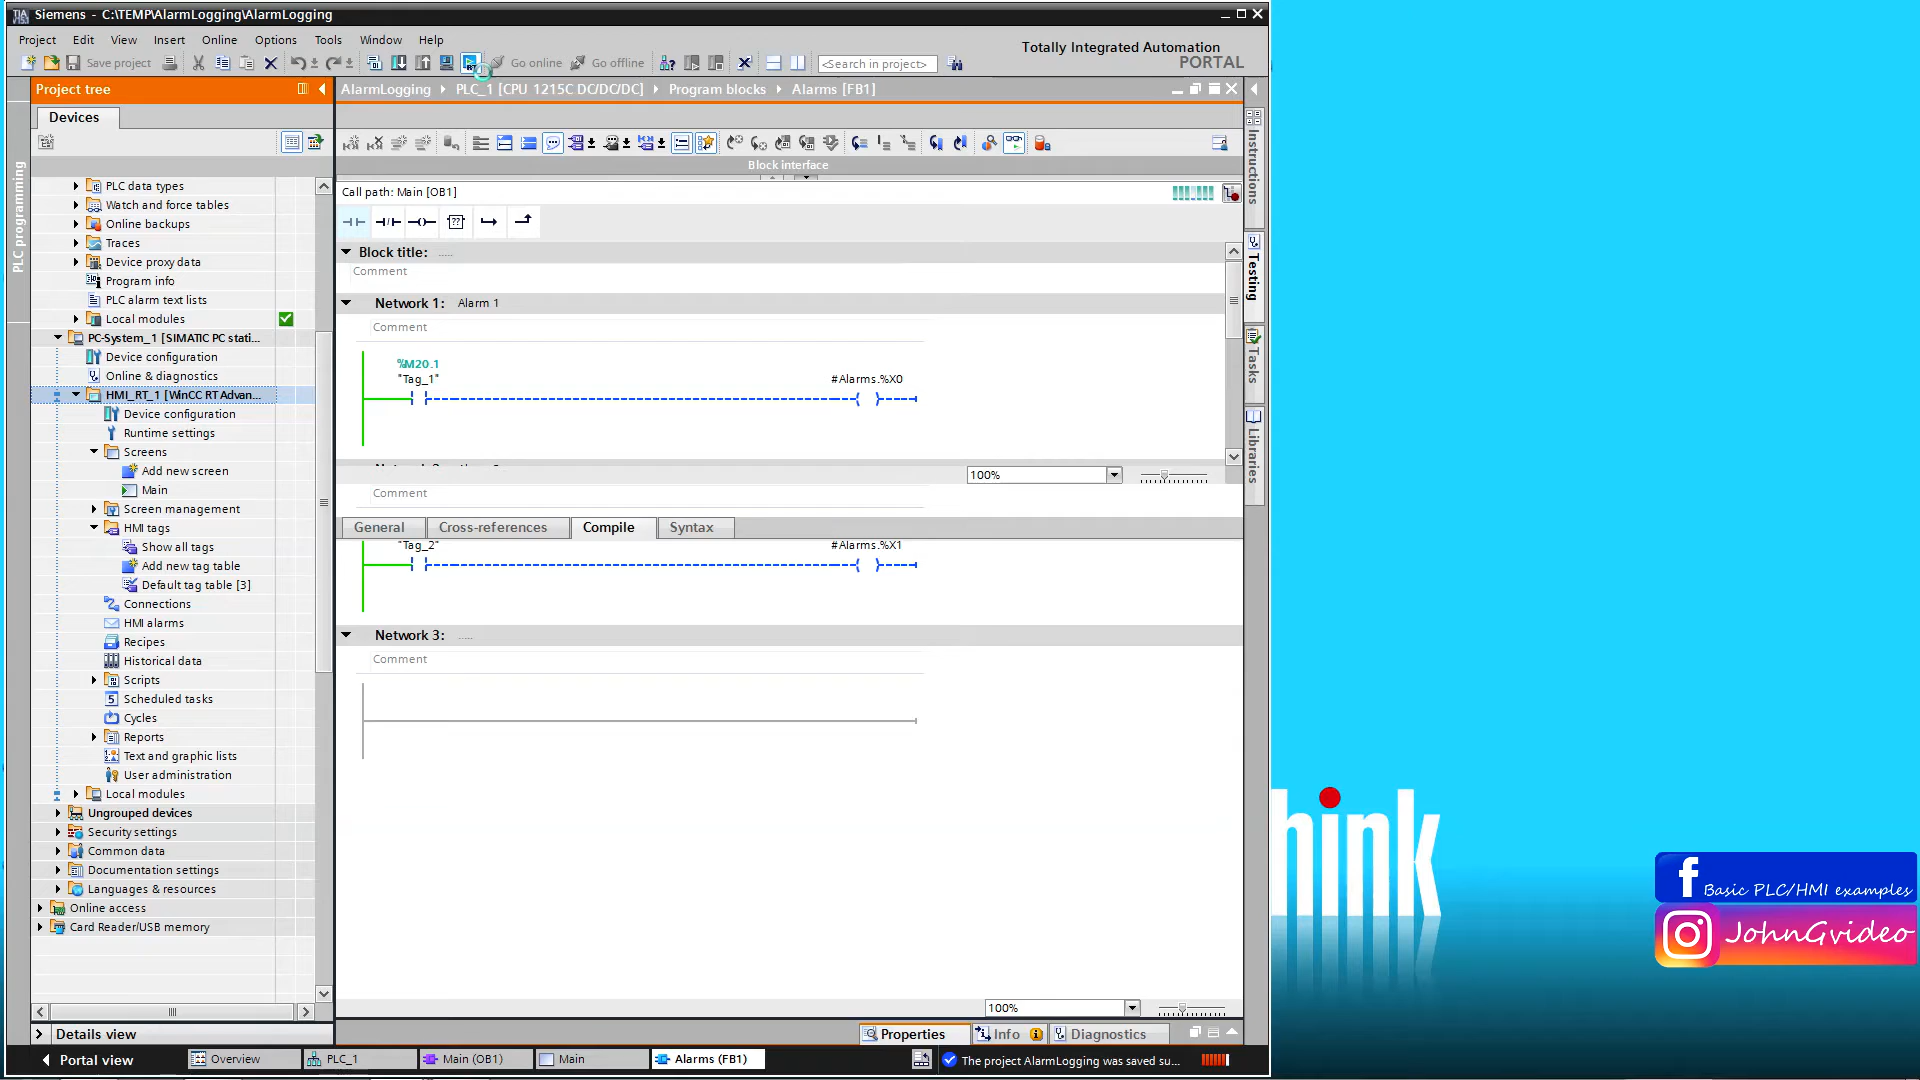 Siemens - C:\TEMP\AlarmLogging\AlarmLogging
Project Edit View Insert Online Options Tools Window Help
Totally Integrated Automation
PORTAL
Save project
Go online
Go offline
<Search in project>
Project tree
AlarmLogging PLC_1 [CPU 1215C DC/DC/DC] Program blocks Alarms [FB1]
Devices
PLC programming
Block interface
PLC data types
Watch and force tables
Online backups
Traces
Device proxy data
Program info
PLC alarm text lists
Local modules
PC-System_1 [SIMATIC PC stati...
Device configuration
Online & diagnostics
HMI_RT_1 [WinCC RT Advan...
Device configuration
Runtime settings
Screens
Add new screen
Main
Screen management
HMI tags
Show all tags
Add new tag table
Default tag table [3]
Connections
HMI alarms
Recipes
Historical data
Scripts
Scheduled tasks
Cycles
Reports
Text and graphic lists
User administration
Local modules
Ungrouped devices
Security settings
Common data
Documentation settings
Languages & resources
Online access
Card Reader/USB memory
Details view
Call path: Main [OB1]
Block title: .....
Comment
Network 1: Alarm 1
Comment
%M20.1
"Tag_1"
#Alarms.%X0
100%
Comment
General Cross-references Compile Syntax
"Tag_2"
#Alarms.%X1
Network 3: .....
Comment
100%
Instructions
Testing
Tasks
Libraries
Properties Info Diagnostics
Portal view Overview PLC_1 Main (OB1) Main Alarms (FB1) The project AlarmLogging was saved su...
hink
Basic PLC/HMI examples
JohnGvideo